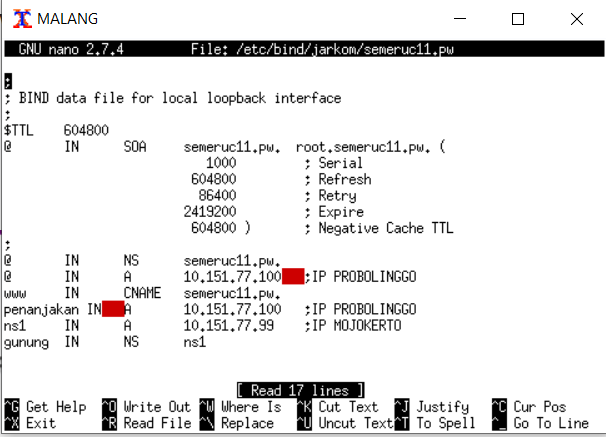 MALANG
GNU nano 2.7.4 File: /etc/bind/jarkom/semeruc11.pw
;
; BIND data file for local loopback interface
;
$TTL 604800
@ IN SOA semeruc11.pw. root.semeruc11.pw. (
1000 ; Serial
604800 ; Refresh
86400 ; Retry
2419200 ; Expire
604800 ) ; Negative Cache TTL
;
@ IN NS semeruc11.pw.
@ IN A 10.151.77.100 ;IP PROBOLINGGO
www IN CNAME semeruc11.pw.
penanjakan IN A 10.151.77.100 ;IP PROBOLINGGO
ns1 IN A 10.151.77.99 ;IP MOJOKERTO
gunung IN NS ns1
[ Read 17 lines ]
^G Get Help ^O Write Out ^W Where Is ^K Cut Text ^J Justify ^C Cur Pos
^X Exit ^R Read File ^\ Replace ^U Uncut Text ^T To Spell ^_ Go To Line